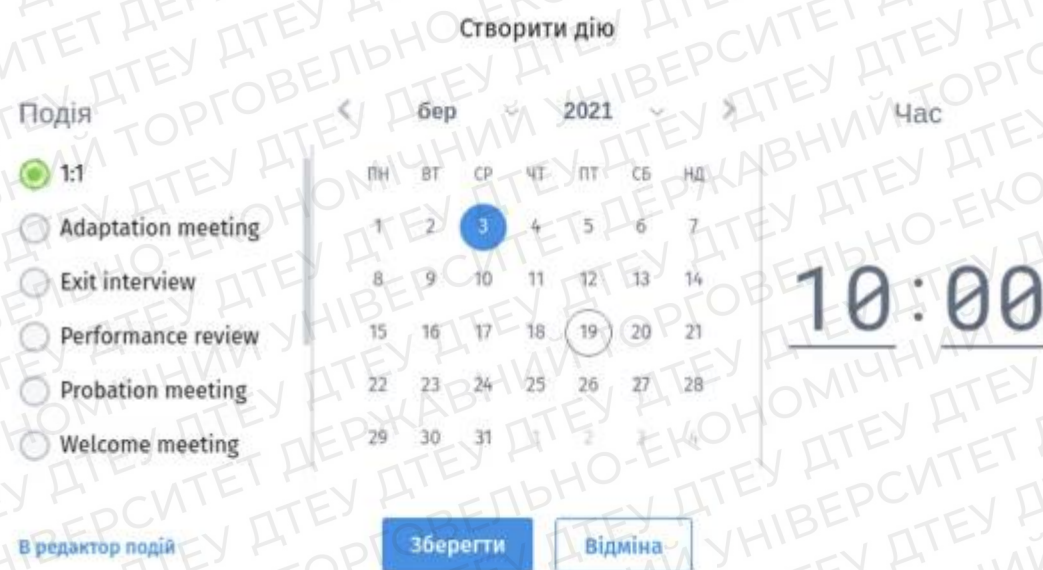 Створити дію
Подія
бер 2021
Час
1:1
Adaptation meeting
Exit interview
Performance review
Probation meeting
Welcome meeting
ПН ВТ СР ЧТ ПТ СБ НД
1 2 3 4 5 6 7
8 9 10 11 12 13 14
15 16 17 18 19 20 21
22 23 24 25 26 27 28
29 30 31 1 2 3 4
10:00
В редактор подій
Зберегти
Відміна